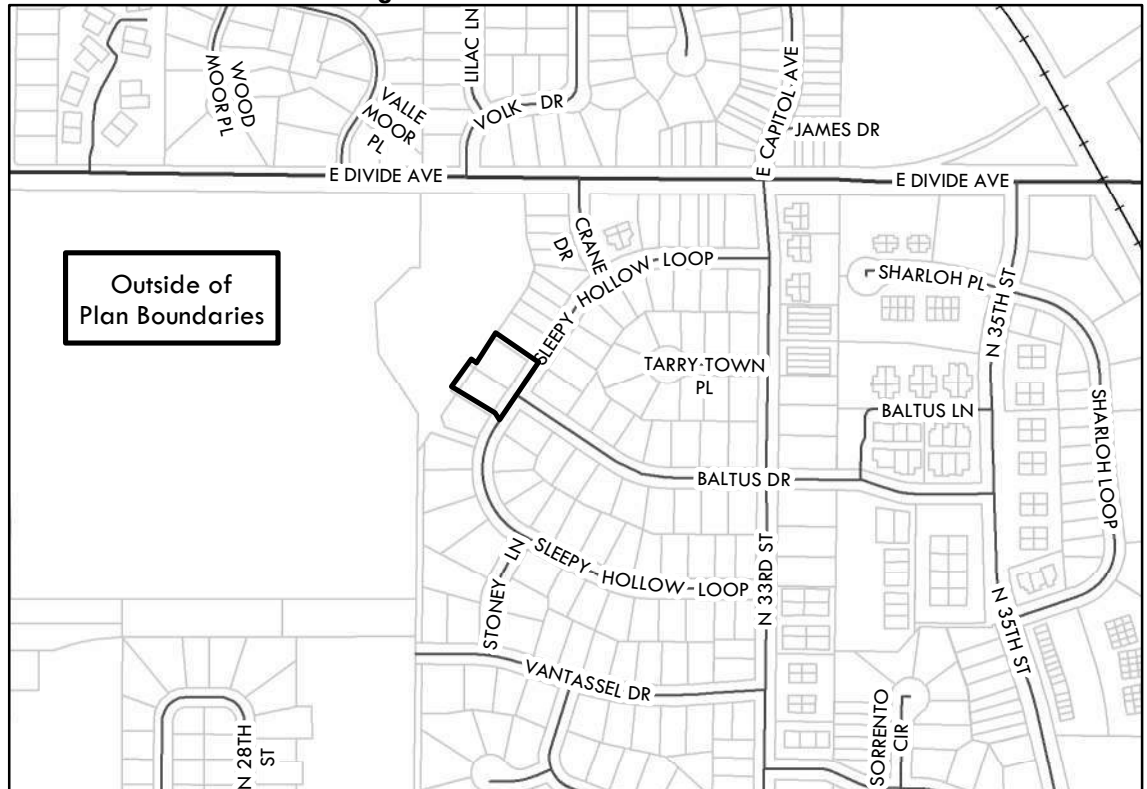 LILAC LN
WOOD
MOOR PL
VALLE
MOOR
PL
VOLK DR
E CAPITOL AVE
JAMES DR
E DIVIDE AVE
E DIVIDE AVE
CRANE
DR
Outside of
Plan Boundaries
SLEEPY HOLLOW LOOP
SHARLOH PL
N 35TH ST
TARRY TOWN
PL
BALTUS LN
SHARLOH LOOP
BALTUS DR
SLEEPY HOLLOW LOOP
STONEY LN
N 33RD ST
N 35TH ST
VANTASSEL DR
N 28TH
ST
SORRENTO
CIR